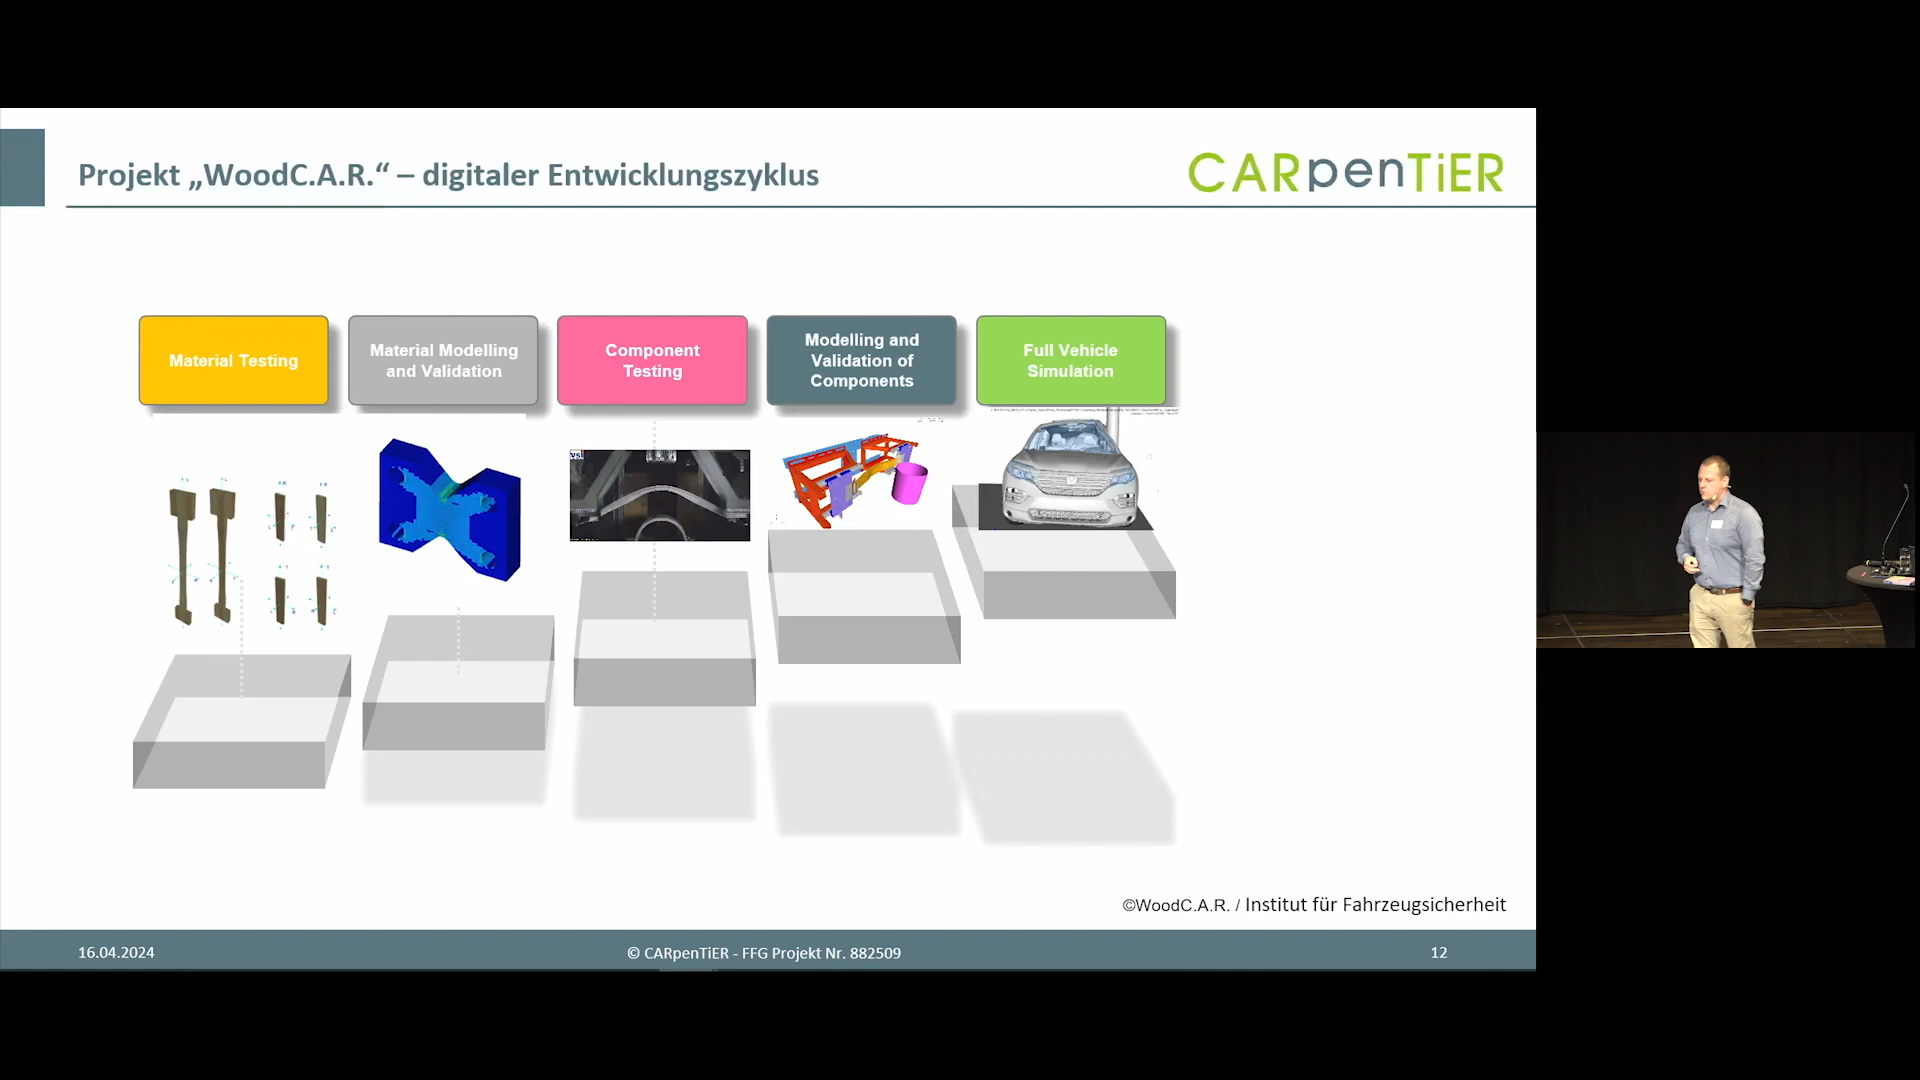 Projekt „WoodC.A.R.“ – digitaler Entwicklungszyklus
CARpenTiER
Material Testing
Material Modelling
and Validation
Component
Testing
Modelling and
Validation of
Components
Full Vehicle
Simulation
vs
©WoodC.A.R. / Institut für Fahrzeugsicherheit
16.04.2024
© CARpenTiER - FFG Projekt Nr. 882509
12